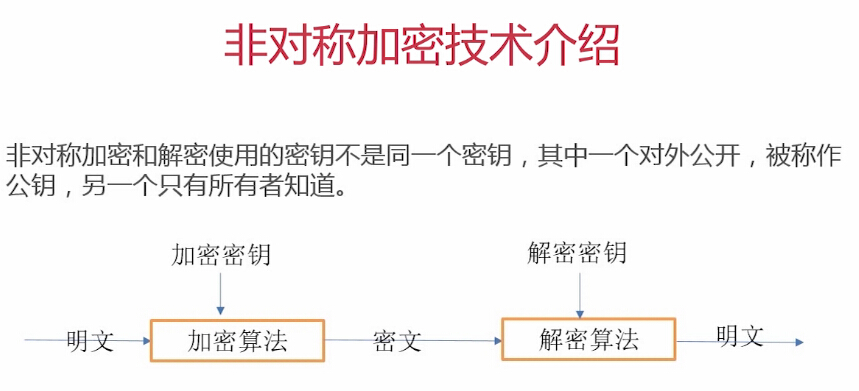 非对称加密技术介绍
非对称加密和解密使用的密钥不是同一个密钥，其中一个对外公开，被称作
公钥，另一个只有所有者知道。
加密密钥 解密密钥
明文 加密算法 密文 解密算法 明文